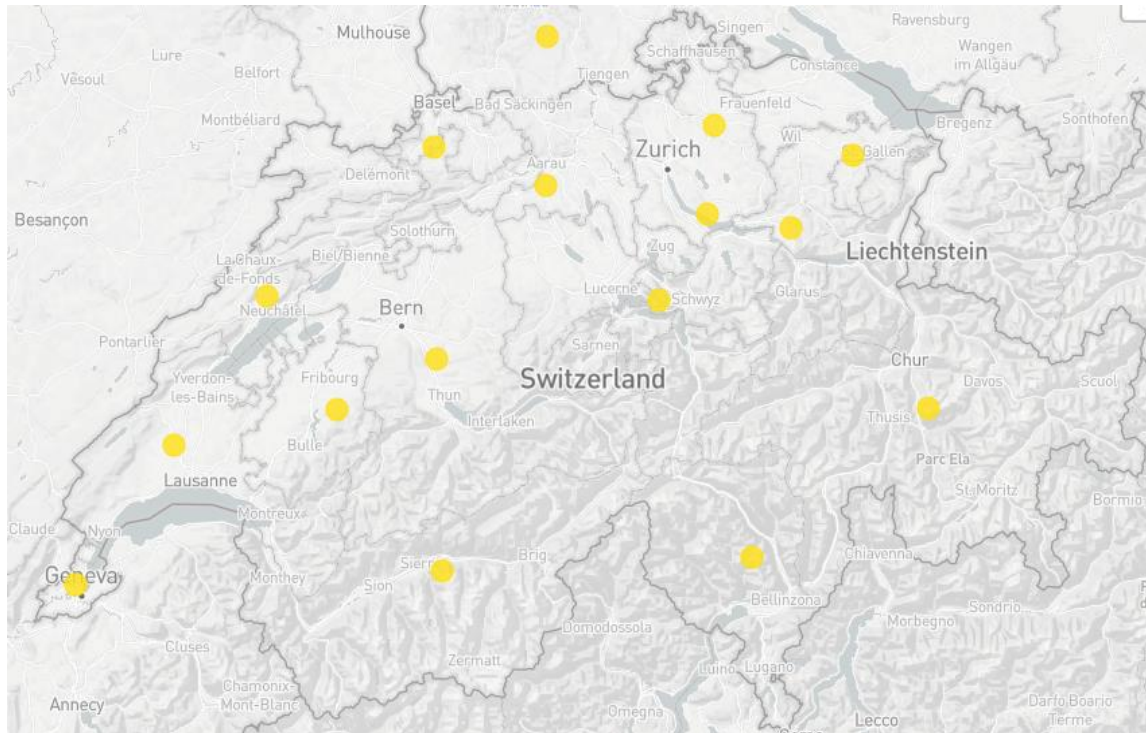 Mulhouse
Singen
Ravensburg
Schaffhausen
Wangen
im Allgäu
Lure
Vesoul
Belfort
Tiengen
Constance
Basel
Bad Säckingen
Frauenfeld
Montbéliard
Bregenz
Sonthofen
Wil
Zurich
Gallen
Aarau
Delémont
Besançon
Solothurn
Zug
Liechtenstein
Biel/Bienne
La Chaux-
de-Fonds
Lucerne
Schwyz
Glarus
Neuchâtel
Bern
Pontarlier
Sarnen
Chur
Switzerland
Yverdon-
les-Bains
Fribourg
Davos
Scuol
Thun
Interlaken
Thusis
Bulle
Parc Ela
Lausanne
St. Moritz
Bormio
Montreux
Claude
Nyon
Chiavenna
Brig
Sierr
Geneva
Monthey
Sion
Bellinzona
Sondrio
Morbegno
Domodossola
Cluses
Zermatt
Luino
Lugano
Chamonix-
Mont-Blanc
Annecy
Omegna
Lecco
Darfo Boario
Terme